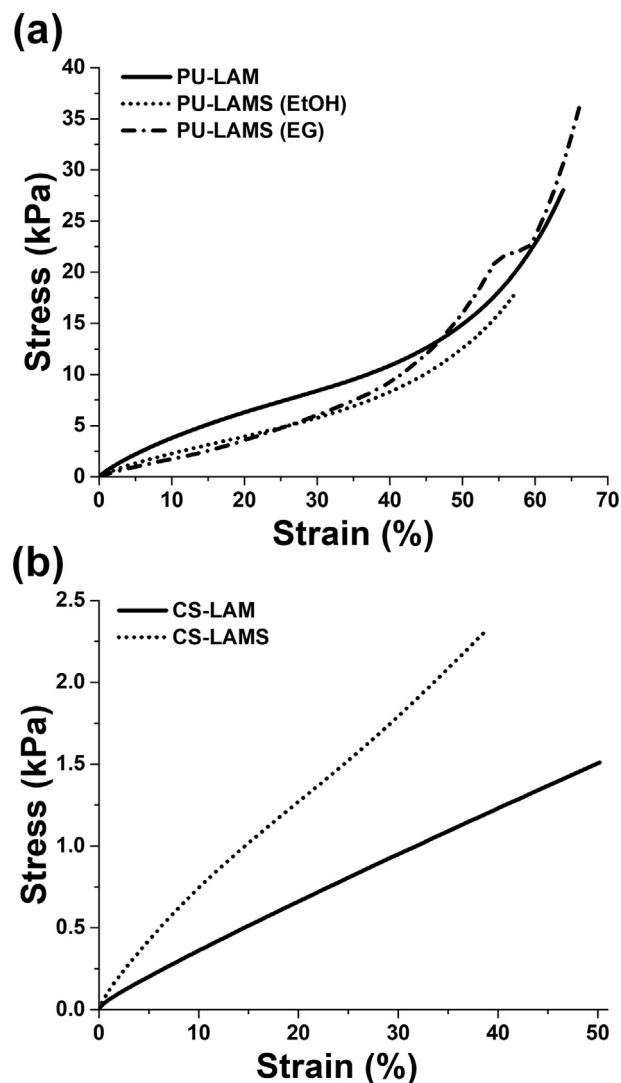 (a)
40
35
30
25
20
15
10
5
0
Stress (kPa)
PU-LAM
PU-LAMS (EtOH)
PU-LAMS (EG)
0 10 20 30 40 50 60 70
Strain (%)
(b)
2.5
2.0
1.5
1.0
0.5
0.0
Stress (kPa)
CS-LAM
CS-LAMS
0 10 20 30 40 50
Strain (%)